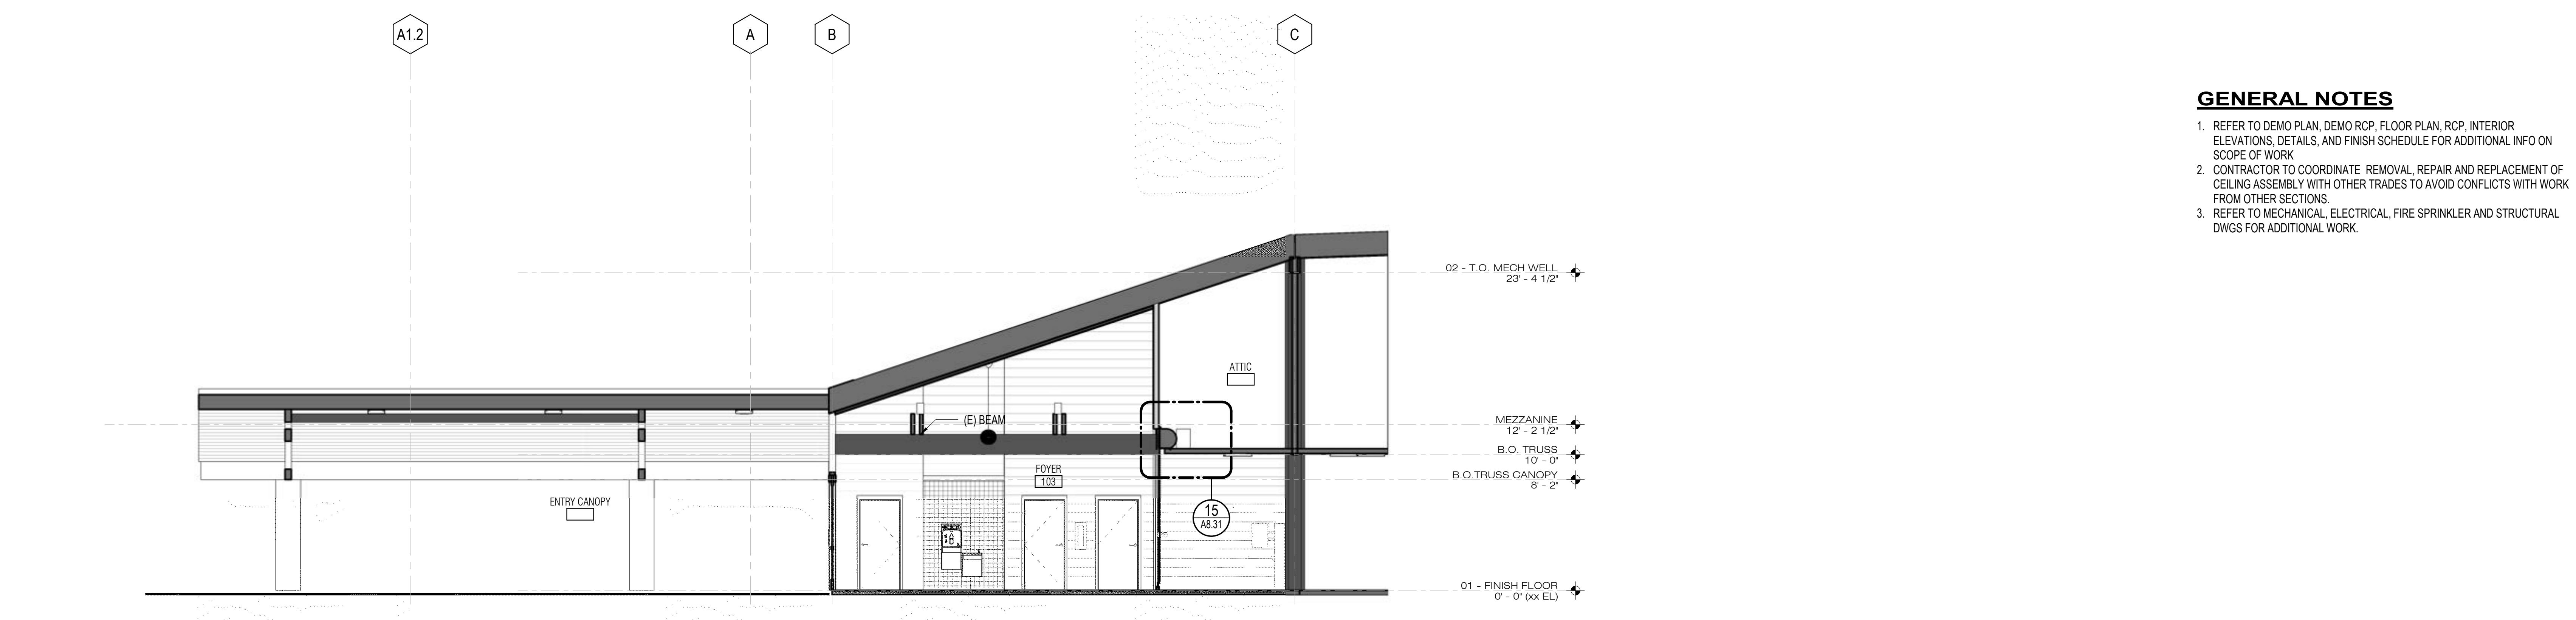 A1.2
A
B
C
GENERAL NOTES
1. REFER TO DEMO PLAN, DEMO RCP, FLOOR PLAN, RCP, INTERIOR
ELEVATIONS, DETAILS, AND FINISH SCHEDULE FOR ADDITIONAL INFO ON
SCOPE OF WORK
2. CONTRACTOR TO COORDINATE REMOVAL, REPAIR AND REPLACEMENT OF
CEILING ASSEMBLY WITH OTHER TRADES TO AVOID CONFLICTS WITH WORK
FROM OTHER SECTIONS.
3. REFER TO MECHANICAL, ELECTRICAL, FIRE SPRINKLER AND STRUCTURAL
DWGS FOR ADDITIONAL WORK.
02 - T.O. MECH WELL
23' - 4 1/2"
ATTIC
(E) BEAM
MEZZANINE
12' - 2 1/2"
B.O. TRUSS
10' - 0"
FOYER
103
B.O.TRUSS CANOPY
8' - 2"
ENTRY CANOPY
15
A8.31
01 - FINISH FLOOR
0' - 0" (xx EL)